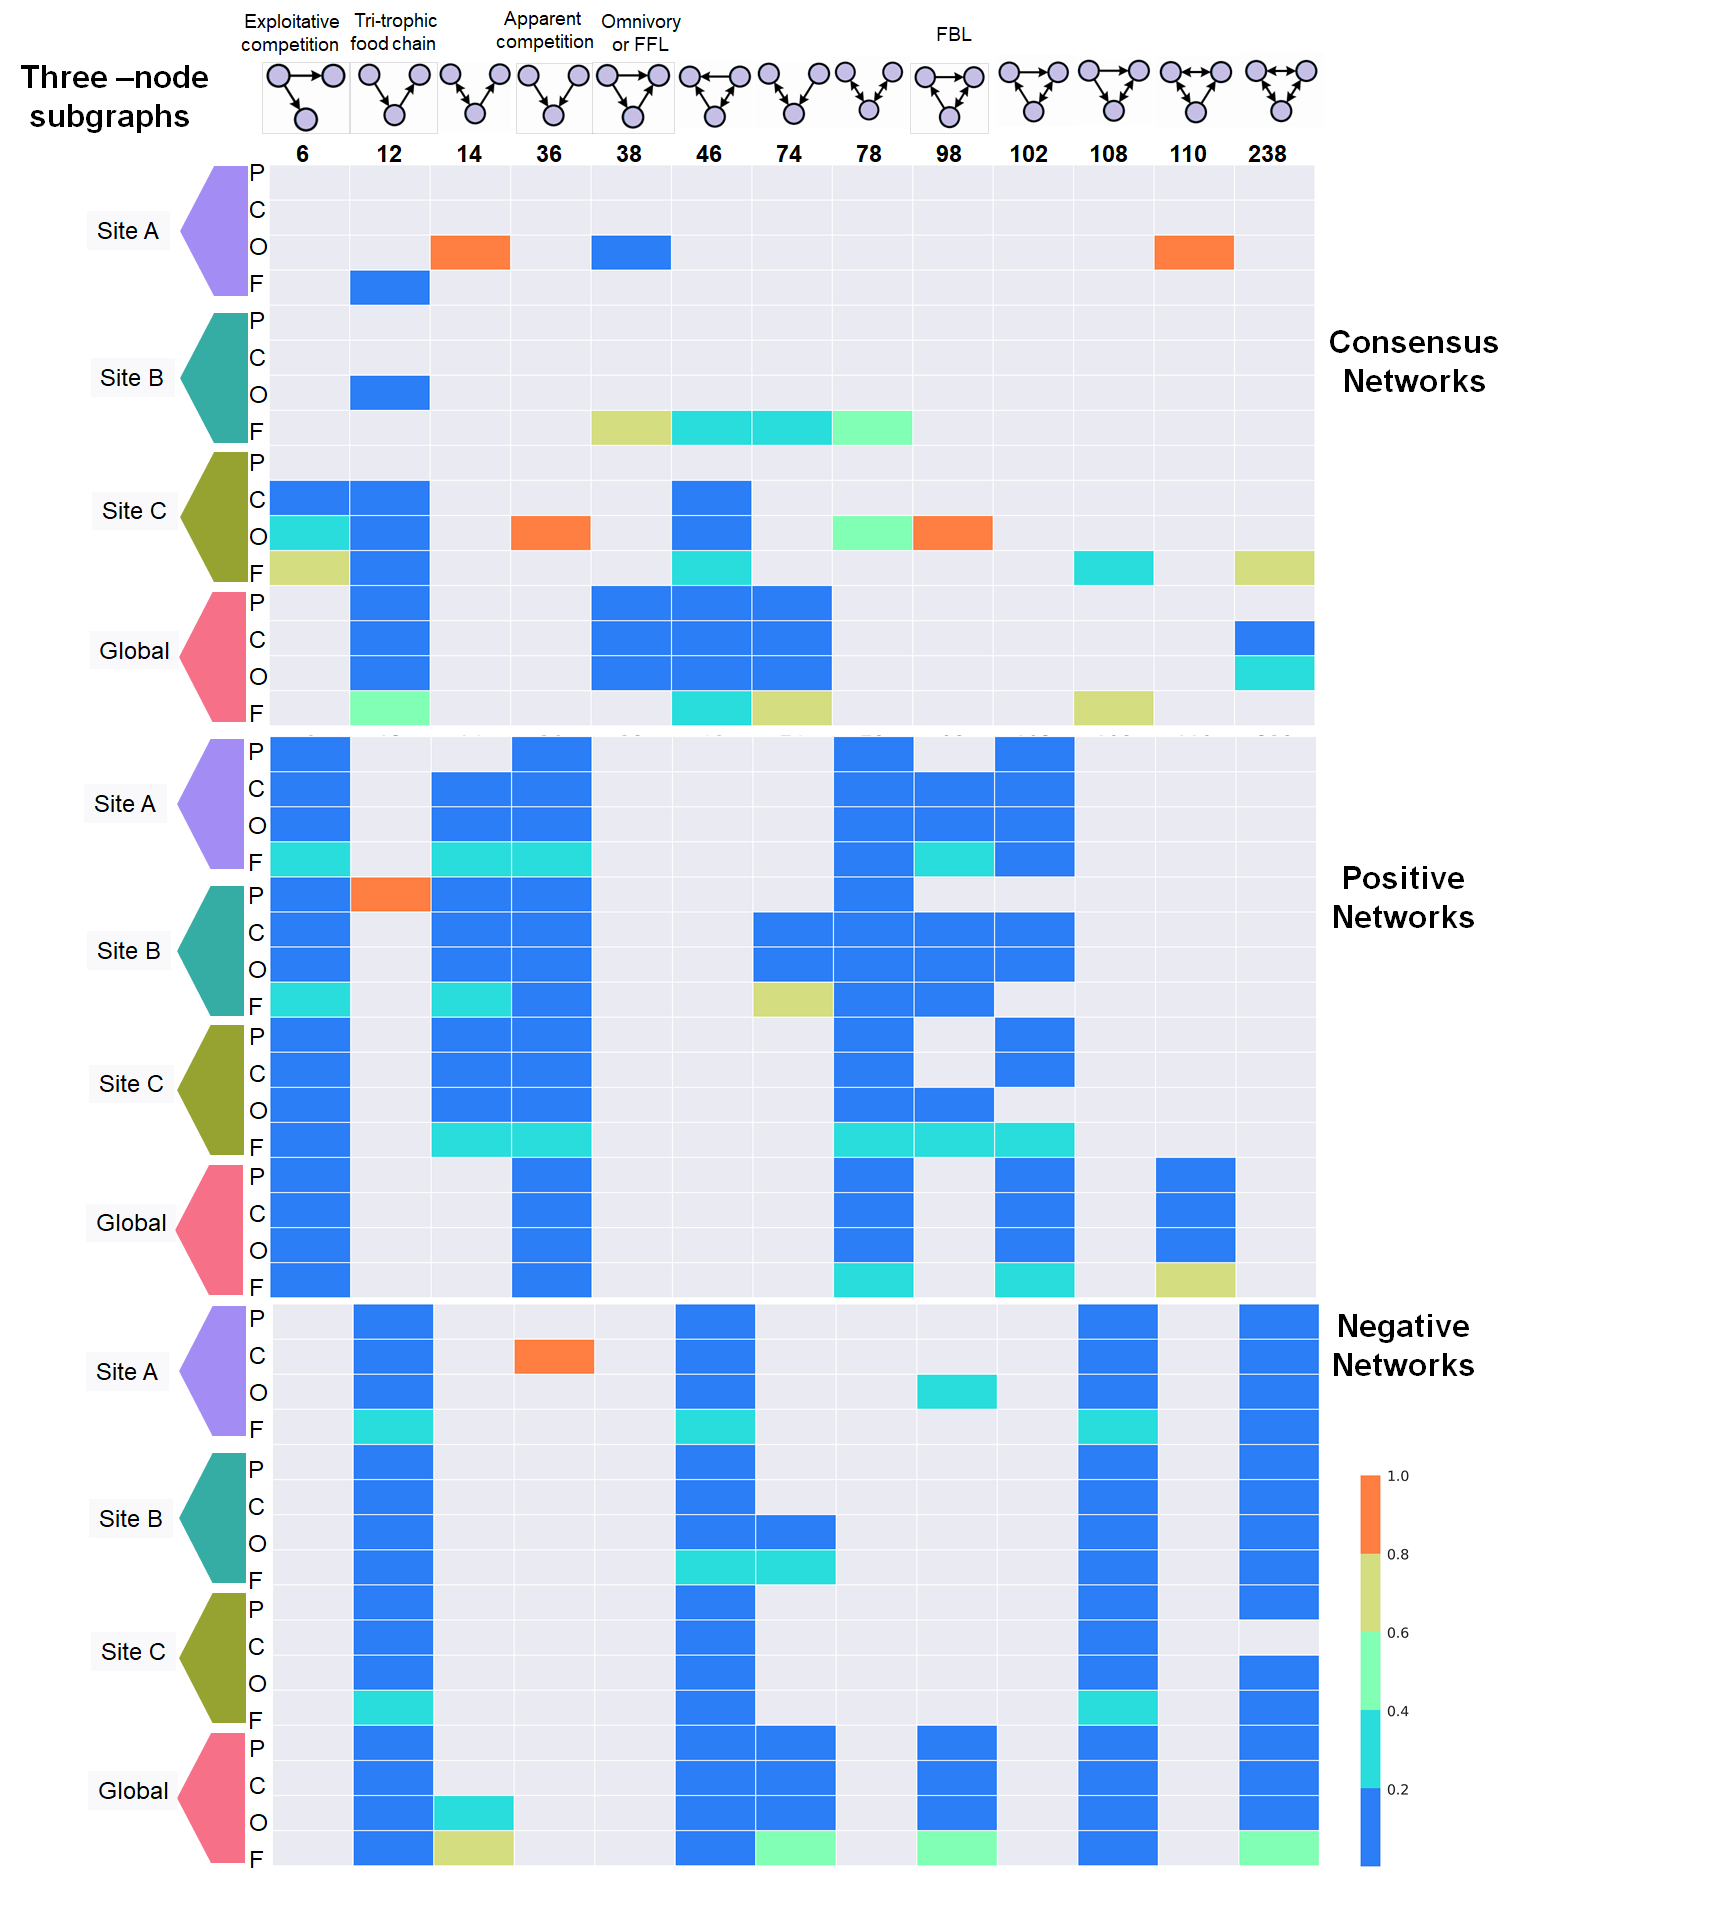 Exploitative competition
Tri-trophic food chain
Apparent competition
Omnivory or FFL
FBL
Three –node subgraphs
6 12 14 36 38 46 74 78 98 102 108 110 238
Site A
P
C
O
F
Site B
P
C
O
F
Site C
P
C
O
F
Global
P
C
O
F
Consensus
Networks
Site A
P
C
O
F
Site B
P
C
O
F
Site C
P
C
O
F
Global
P
C
O
F
Positive
Networks
Site A
P
C
O
F
Site B
P
C
O
F
Site C
P
C
O
F
Global
P
C
O
F
Negative
Networks
1.0
0.8
0.6
0.4
0.2